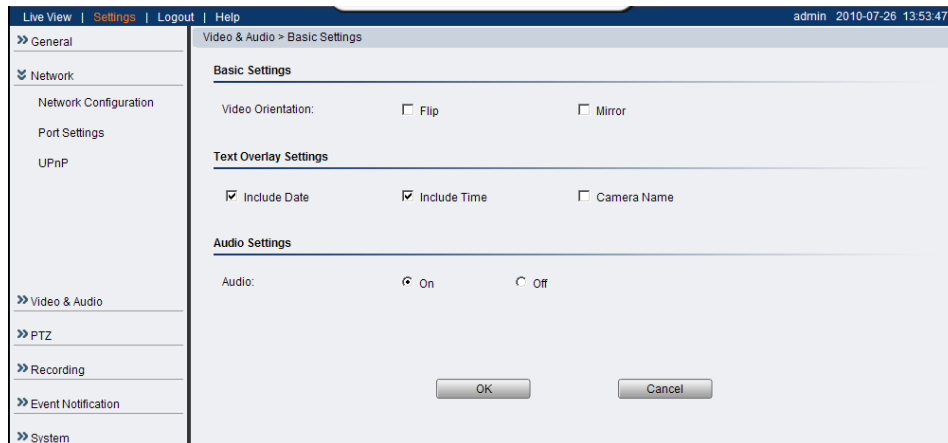 Live View | Settings | Logout | Help
admin 2010-07-26 13:53:47
General
Network
Network Configuration
Port Settings
UPnP
Video & Audio
PTZ
Recording
Event Notification
System
Video & Audio > Basic Settings
Basic Settings
Video Orientation: Flip Mirror
Text Overlay Settings
Include Date Include Time Camera Name
Audio Settings
Audio: On Off
OK Cancel